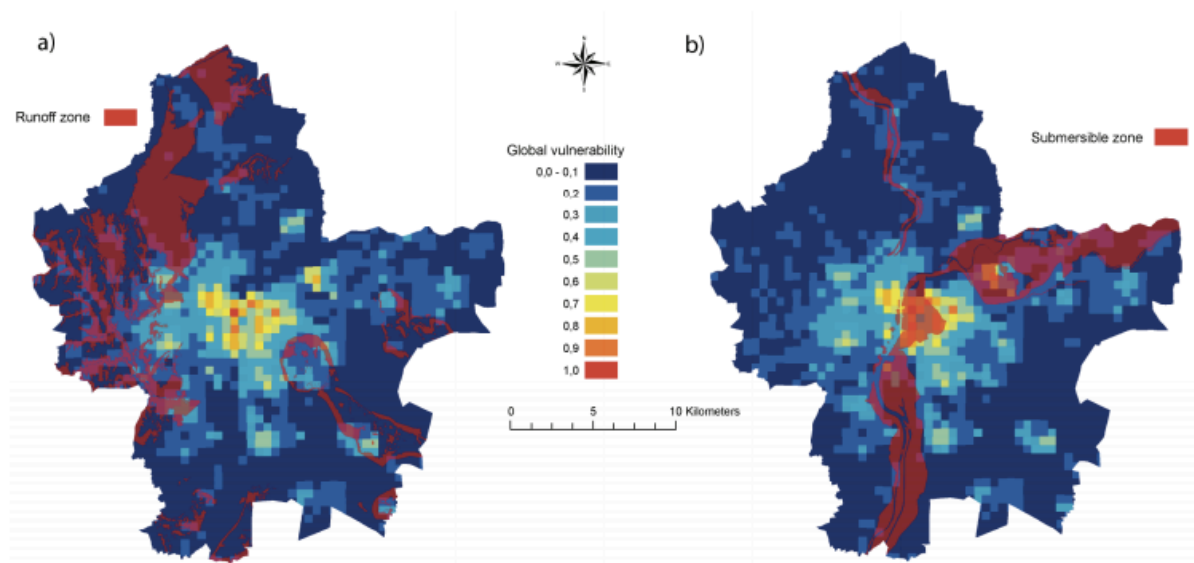 a)
b)
N
W
E
S
Runoff zone
Submersible zone
Global vulnerability
0,0 - 0,1
0,2
0,3
0,4
0,5
0,6
0,7
0,8
0,9
1,0
0 5 10 Kilometers